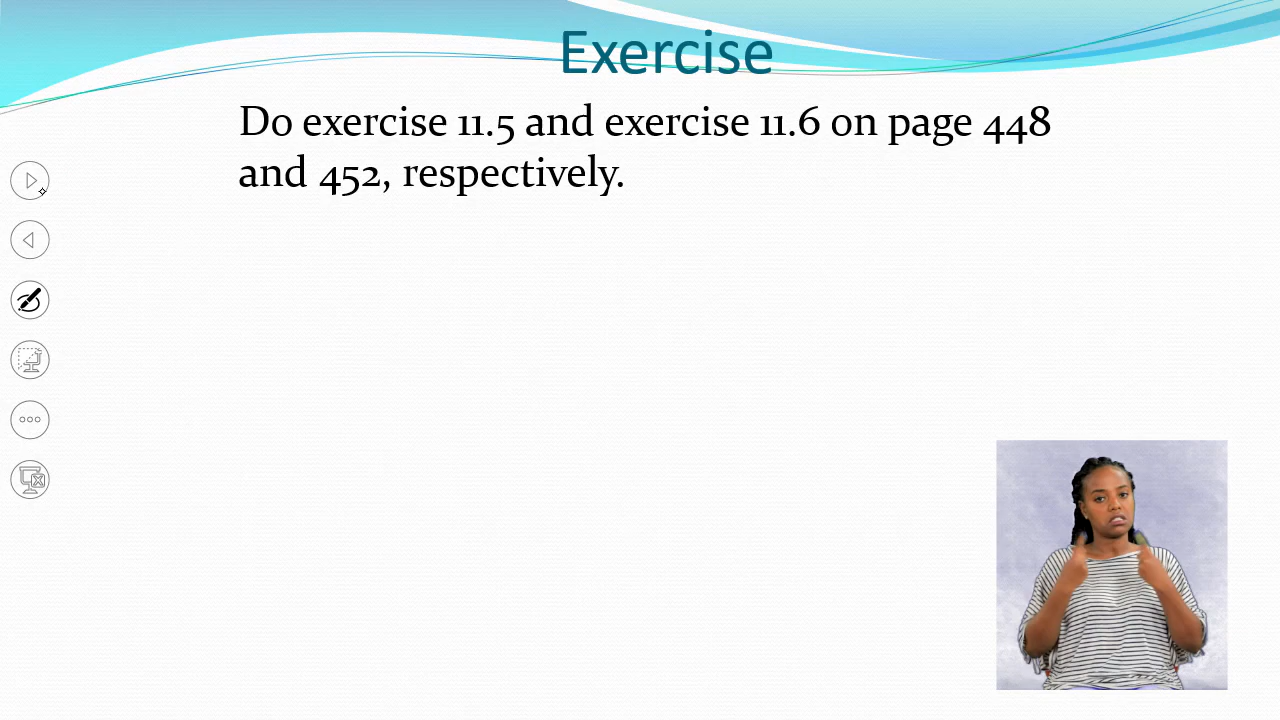 Exercise
Do exercise 11.5 and exercise 11.6 on page 448
and 452, respectively.